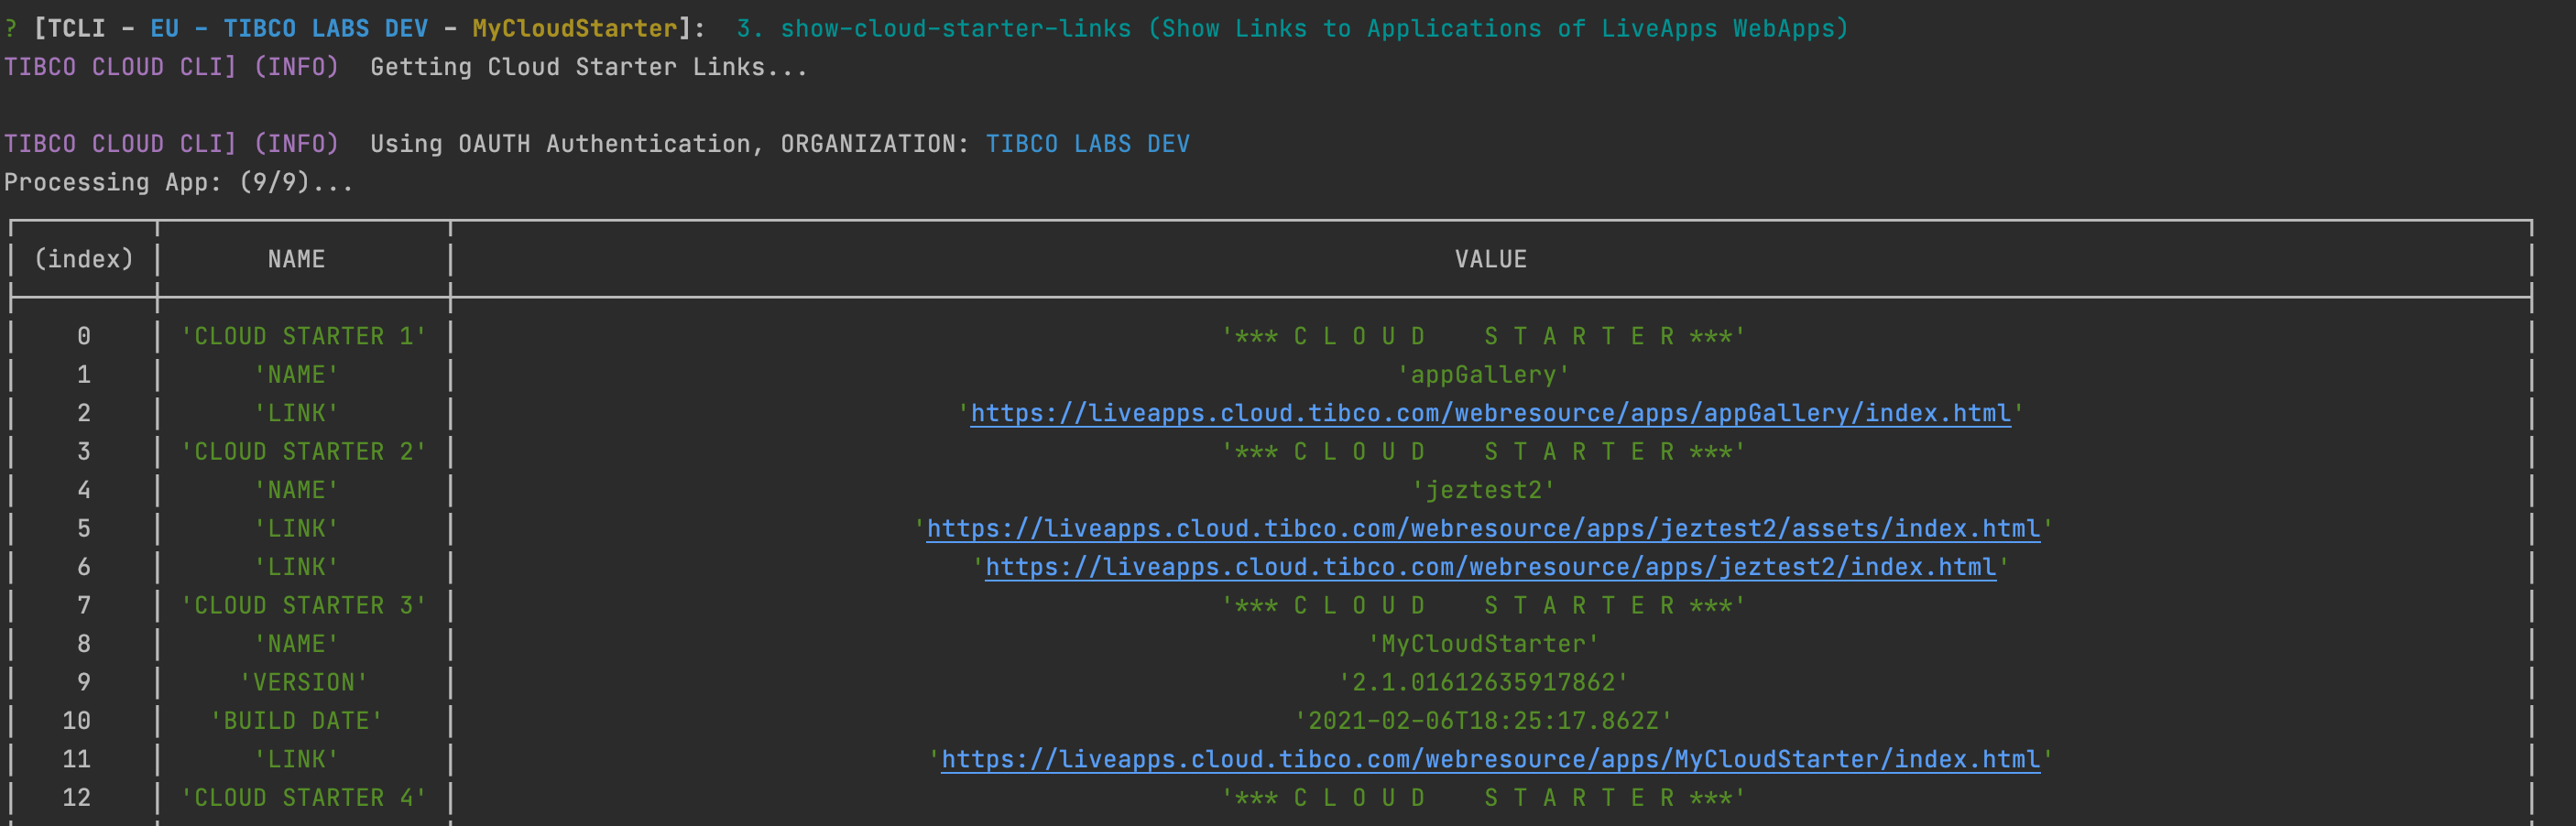 ? [TCLI - EU - TIBCO LABS DEV - MyCloudStarter]: 3. show-cloud-starter-links (Show Links to Applications of LiveApps WebApps)
TIBCO CLOUD CLI] (INFO) Getting Cloud Starter Links...
TIBCO CLOUD CLI] (INFO) Using OAUTH Authentication, ORGANIZATION: TIBCO LABS DEV
Processing App: (9/9)...
(index) NAME VALUE
0 'CLOUD STARTER 1' '*** C L O U D    S T A R T E R ***'
1 'NAME' 'appGallery'
2 'LINK' 'https://liveapps.cloud.tibco.com/webresource/apps/appGallery/index.html'
3 'CLOUD STARTER 2' '*** C L O U D    S T A R T E R ***'
4 'NAME' 'jeztest2'
5 'LINK' 'https://liveapps.cloud.tibco.com/webresource/apps/jeztest2/assets/index.html'
6 'LINK' 'https://liveapps.cloud.tibco.com/webresource/apps/jeztest2/index.html'
7 'CLOUD STARTER 3' '*** C L O U D    S T A R T E R ***'
8 'NAME' 'MyCloudStarter'
9 'VERSION' '2.1.01612635917862'
10 'BUILD DATE' '2021-02-06T18:25:17.862Z'
11 'LINK' 'https://liveapps.cloud.tibco.com/webresource/apps/MyCloudStarter/index.html'
12 'CLOUD STARTER 4' '*** C L O U D    S T A R T E R ***'